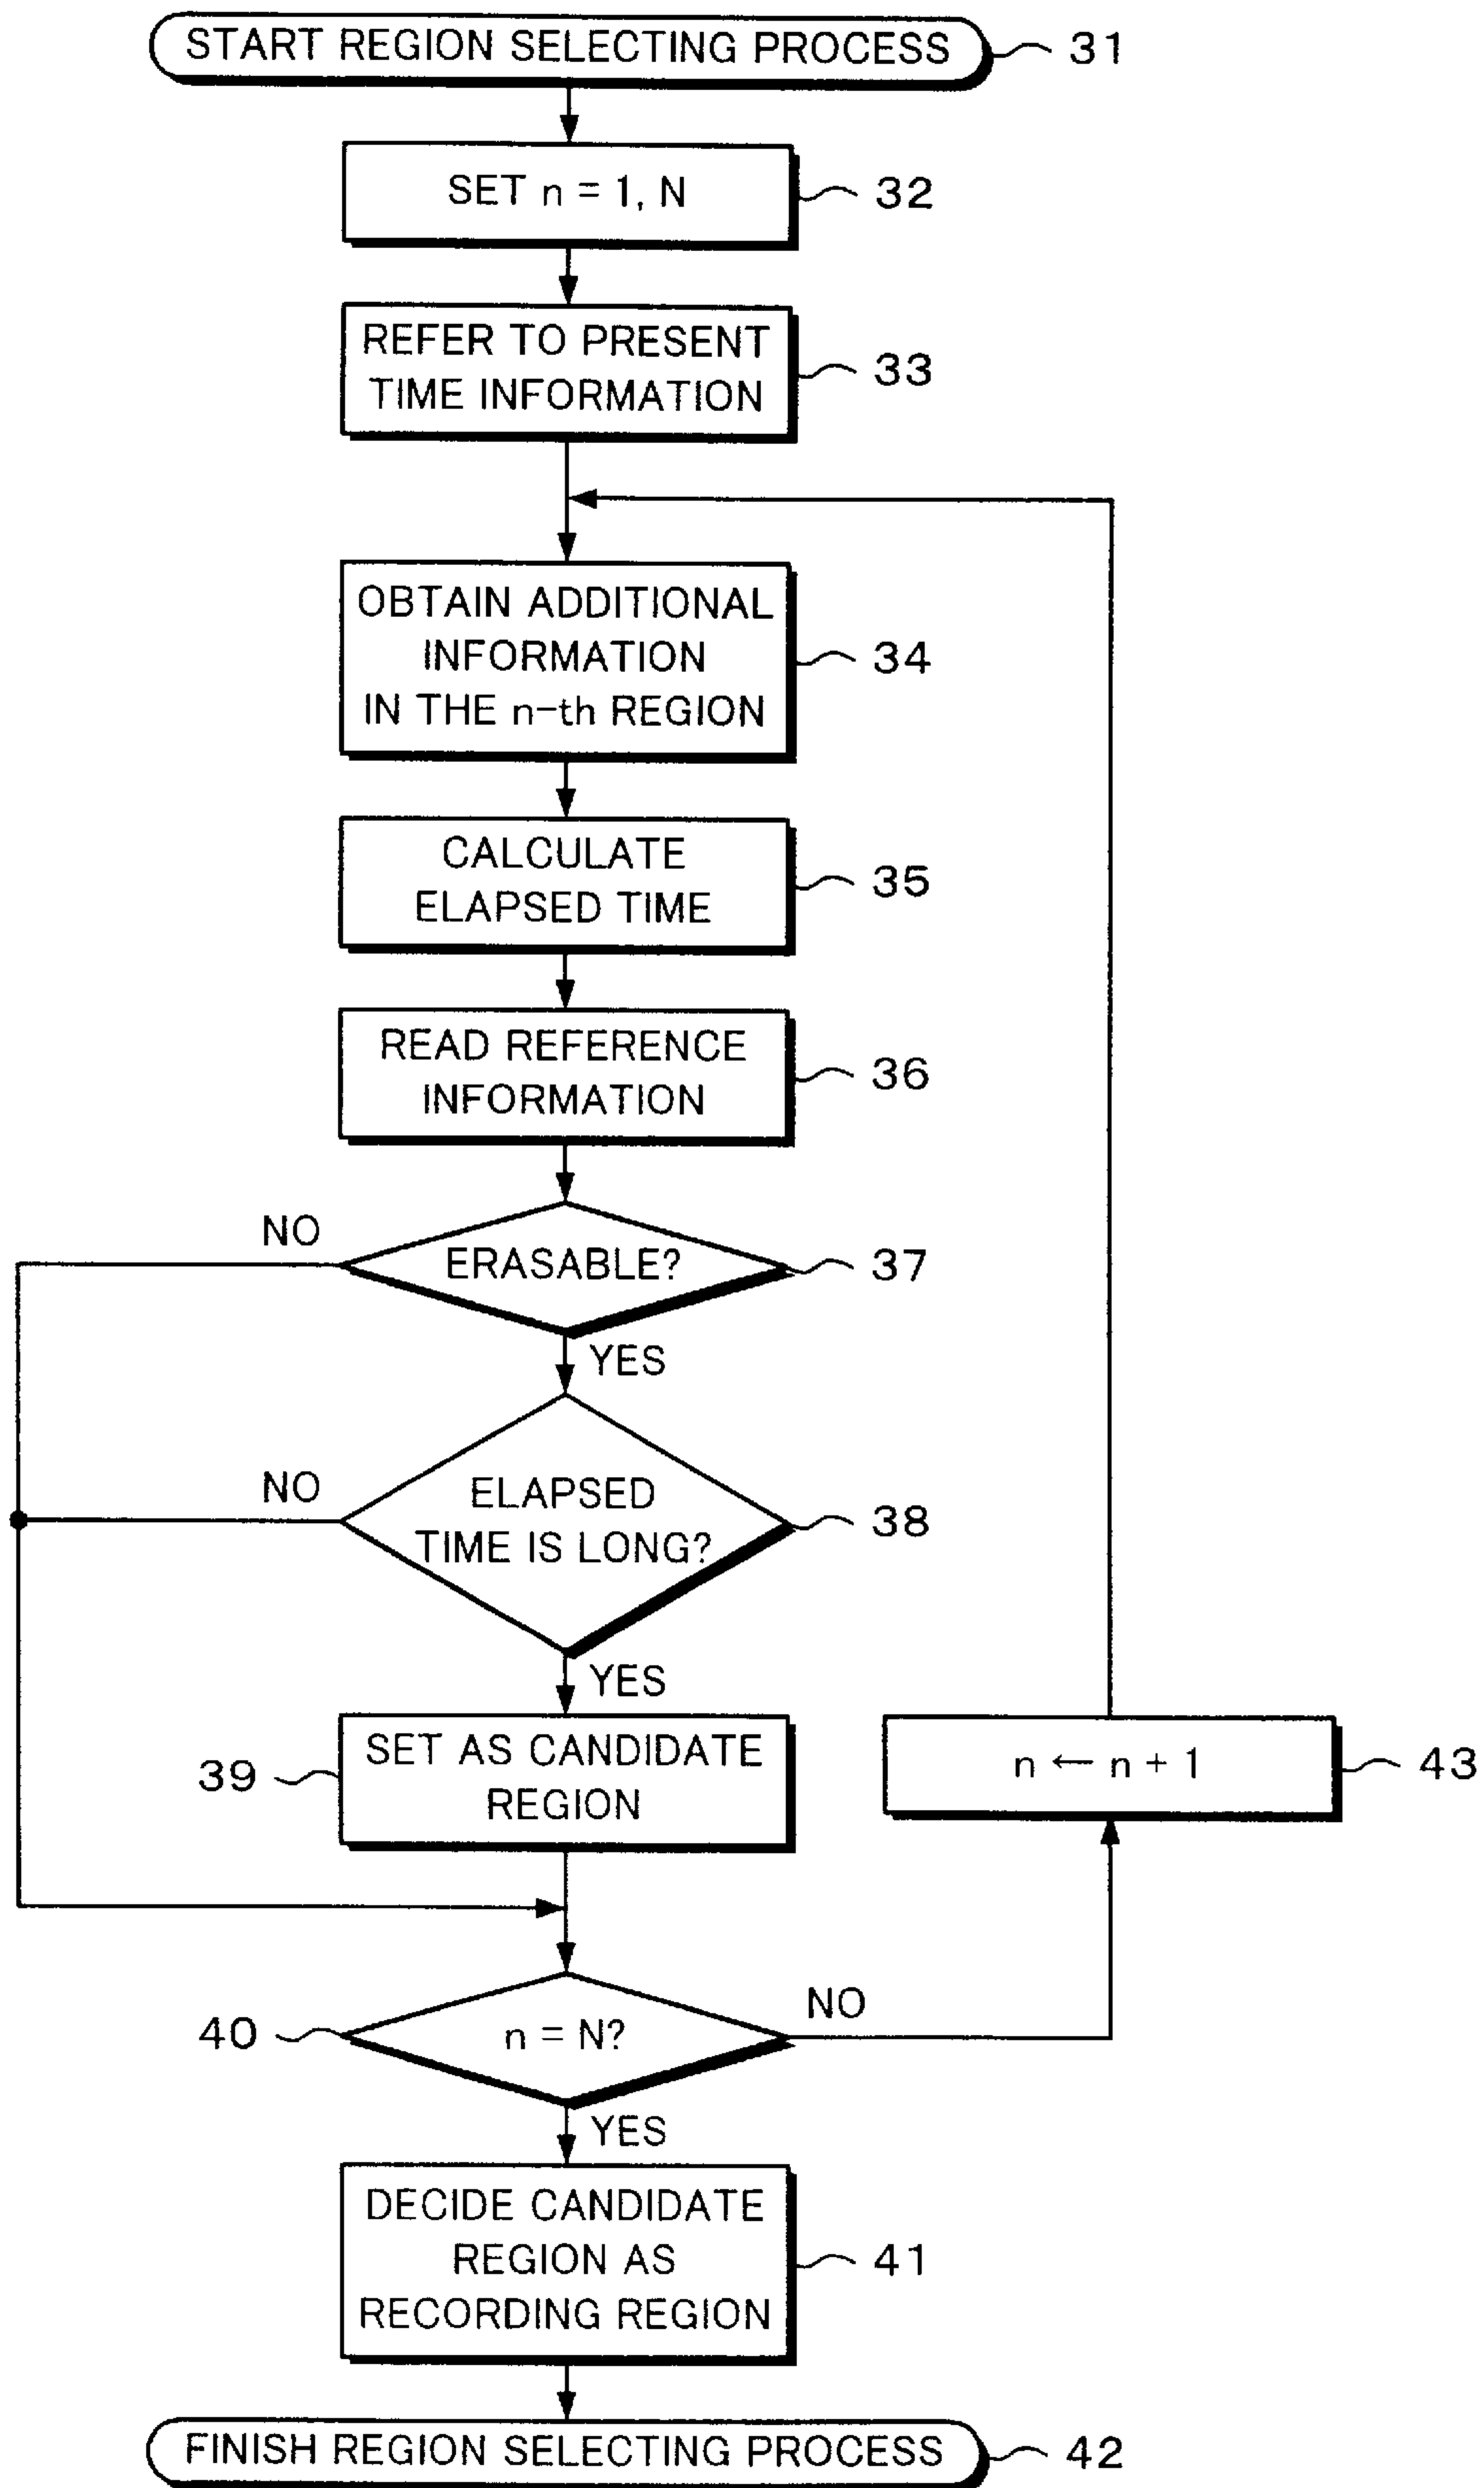 START REGION SELECTING PROCESS 31
SET n = 1, N 32
REFER TO PRESENT
TIME INFORMATION
33
OBTAIN ADDITIONAL
INFORMATION
IN THE n-th REGION
34
CALCULATE
ELAPSED TIME
35
READ REFERENCE
INFORMATION
36
NO
ERASABLE? 37
YES
NO
ELAPSED
TIME IS LONG?
38
YES
39
SET AS CANDIDATE
REGION
n ← n + 1 43
40 n = N?
NO
YES
DECIDE CANDIDATE
REGION AS
RECORDING REGION
41
FINISH REGION SELECTING PROCESS 42